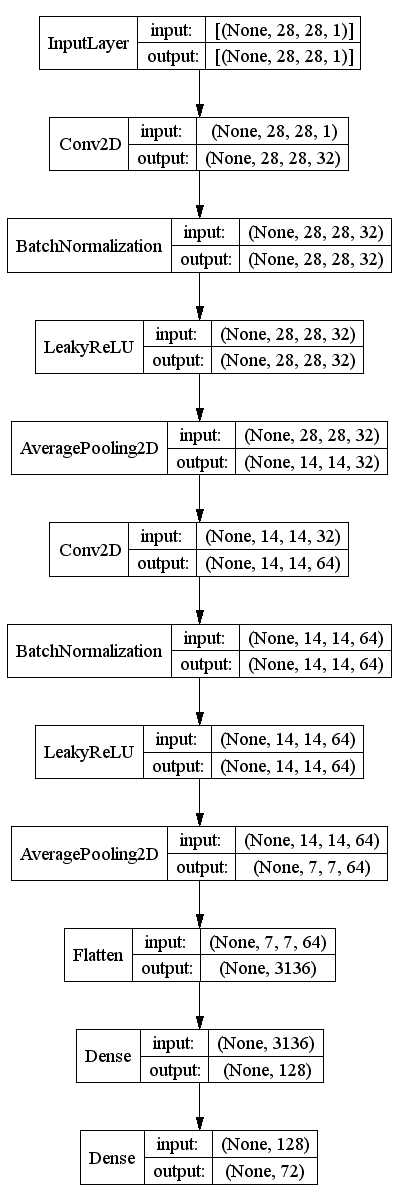 InputLayer input: [(None, 28, 28, 1)]
output: [(None, 28, 28, 1)]
Conv2D input: (None, 28, 28, 1)
output: (None, 28, 28, 32)
BatchNormalization input: (None, 28, 28, 32)
output: (None, 28, 28, 32)
LeakyReLU input: (None, 28, 28, 32)
output: (None, 28, 28, 32)
AveragePooling2D input: (None, 28, 28, 32)
output: (None, 14, 14, 32)
Conv2D input: (None, 14, 14, 32)
output: (None, 14, 14, 64)
BatchNormalization input: (None, 14, 14, 64)
output: (None, 14, 14, 64)
LeakyReLU input: (None, 14, 14, 64)
output: (None, 14, 14, 64)
AveragePooling2D input: (None, 14, 14, 64)
output: (None, 7, 7, 64)
Flatten input: (None, 7, 7, 64)
output: (None, 3136)
Dense input: (None, 3136)
output: (None, 128)
Dense input: (None, 128)
output: (None, 72)